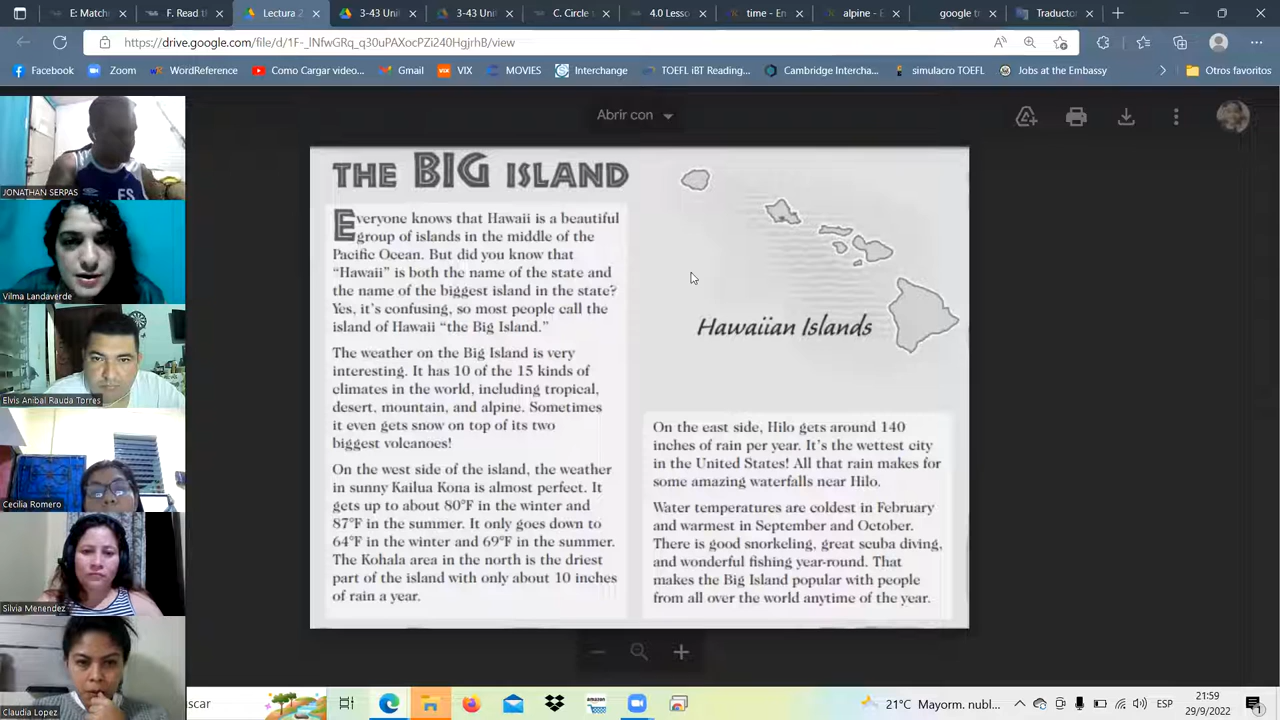 E: Matchi
F. Read t
Lectura 2
3-43 Uni
3-43 Uni
C. Circle t
4.0 Lesso
time - En
alpine - E
google tr
Traductor
https://drive.google.com/file/d/1F-_lNfwGRq_q30uPAXocPZi240HgjrhB/view
Facebook
Zoom
WordReference
Como Cargar video...
Gmail
VIX
MOVIES
Interchange
TOEFL iBT Reading...
Cambridge Intercha...
simulacro TOEFL
Jobs at the Embassy
Otros favoritos
Abrir con
JONATHAN SERPAS
Vilma Landaverde
Elvis Anibal Rauda Torres
Cecilia Romero
Silvia Menendez
Claudia Lopez
THE BIG ISLAND
Everyone knows that Hawaii is a beautiful
group of islands in the middle of the
Pacific Ocean. But did you know that
“Hawaii” is both the name of the state and
the name of the biggest island in the state?
Yes, it's confusing, so most people call the
island of Hawaii “the Big Island.”
The weather on the Big Island is very
interesting. It has 10 of the 15 kinds of
climates in the world, including tropical,
desert, mountain, and alpine. Sometimes
it even gets snow on top of its two
biggest volcanoes!
On the west side of the island, the weather
in sunny Kailua Kona is almost perfect. It
gets up to about 80°F in the winter and
87°F in the summer. It only goes down to
64°F in the winter and 69°F in the summer.
The Kohala area in the north is the driest
part of the island with only about 10 inches
of rain a year.
Hawaiian Islands
On the east side, Hilo gets around 140
inches of rain per year. It's the wettest city
in the United States! All that rain makes for
some amazing waterfalls near Hilo.
Water temperatures are coldest in February
and warmest in September and October.
There is good snorkeling, great scuba diving,
and wonderful fishing year-round. That
makes the Big Island popular with people
from all over the world anytime of the year.
scar
amazon
21°C Mayorm. nubl...
ESP
21:59
29/9/2022
1